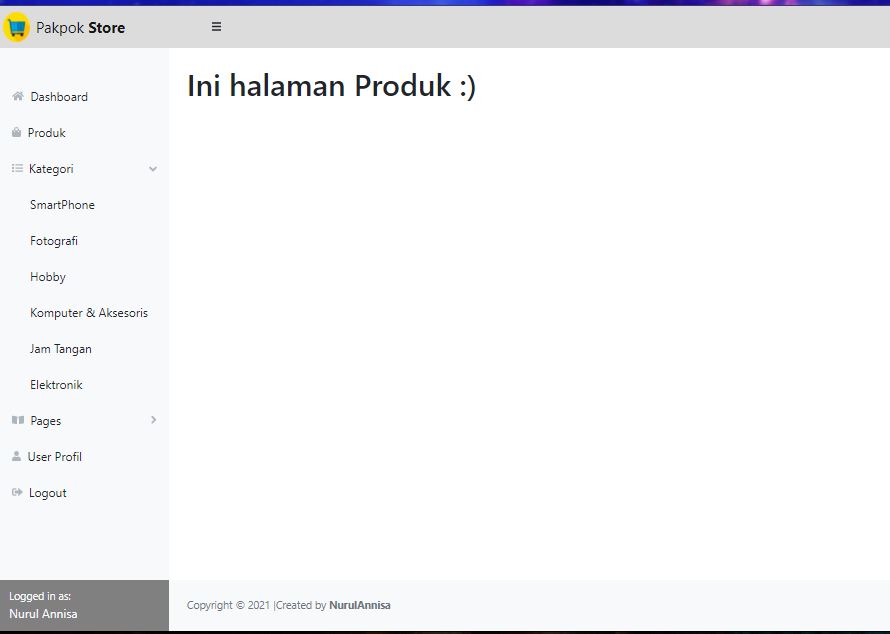 Pakpok Store
Dashboard
Produk
Kategori
SmartPhone
Fotografi
Hobby
Komputer & Aksesoris
Jam Tangan
Elektronik
Pages
User Profil
Logout
Logged in as:
Nurul Annisa
Ini halaman Produk :)
Copyright © 2021 |Created by NurulAnnisa